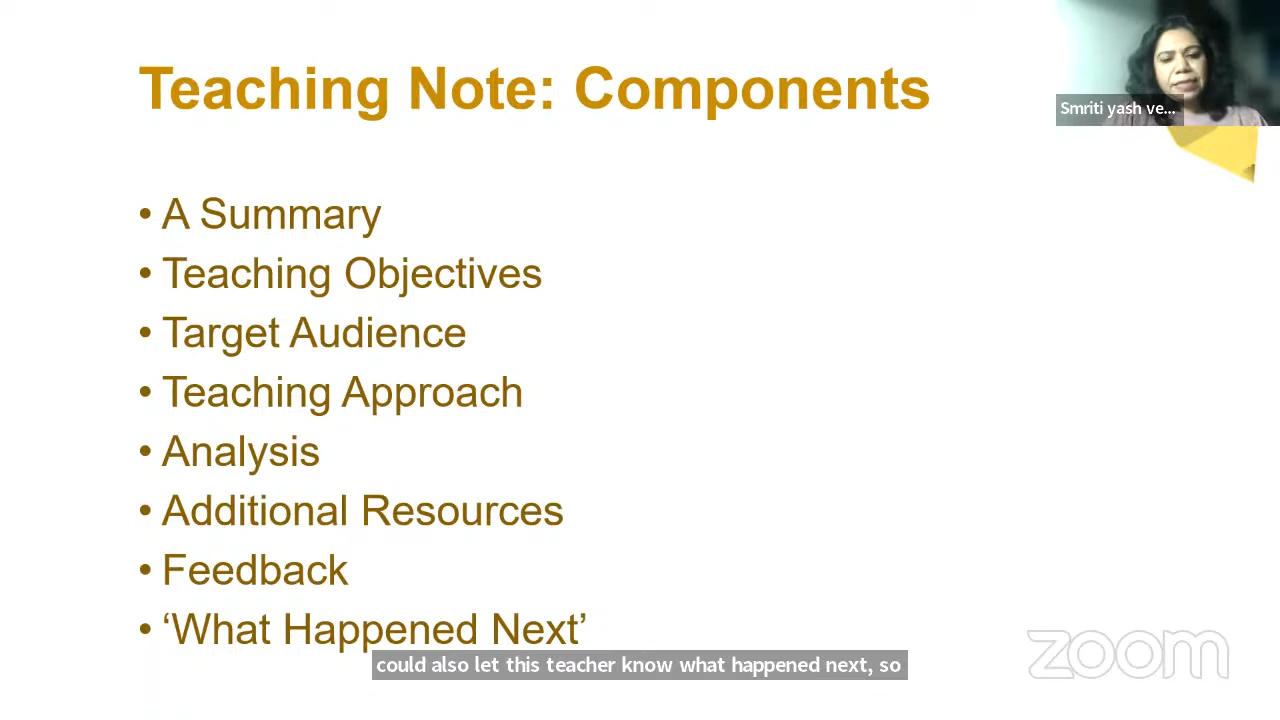 Teaching Note: Components
Smriti yash ve...
• A Summary
• Teaching Objectives
• Target Audience
• Teaching Approach
• Analysis
• Additional Resources
• Feedback
• ‘What Happened Next’
could also let this teacher know what happened next, so
zoom